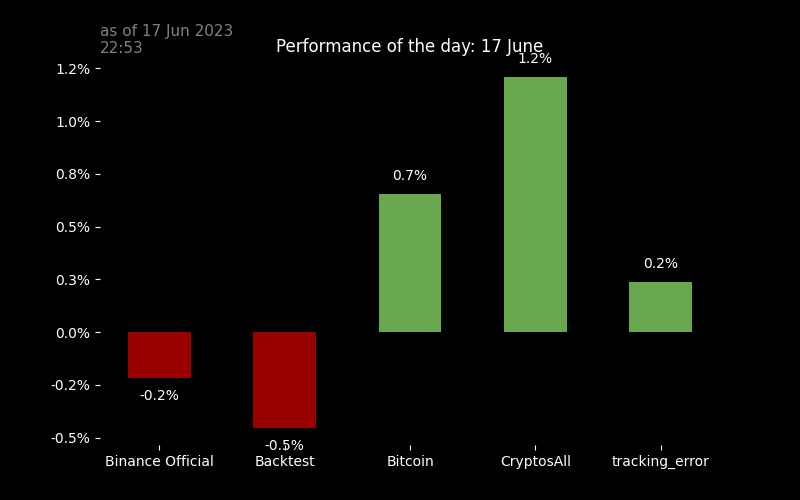 as of 17 Jun 2023
22:53
Performance of the day: 17 June
1.2%
1.2%
1.0%
0.8%
0.7%
0.5%
0.3%
0.2%
0.0%
-0.2%
-0.2%
-0.5%
-0.5%
Binance Official
Backtest
Bitcoin
CryptosAll
tracking_error